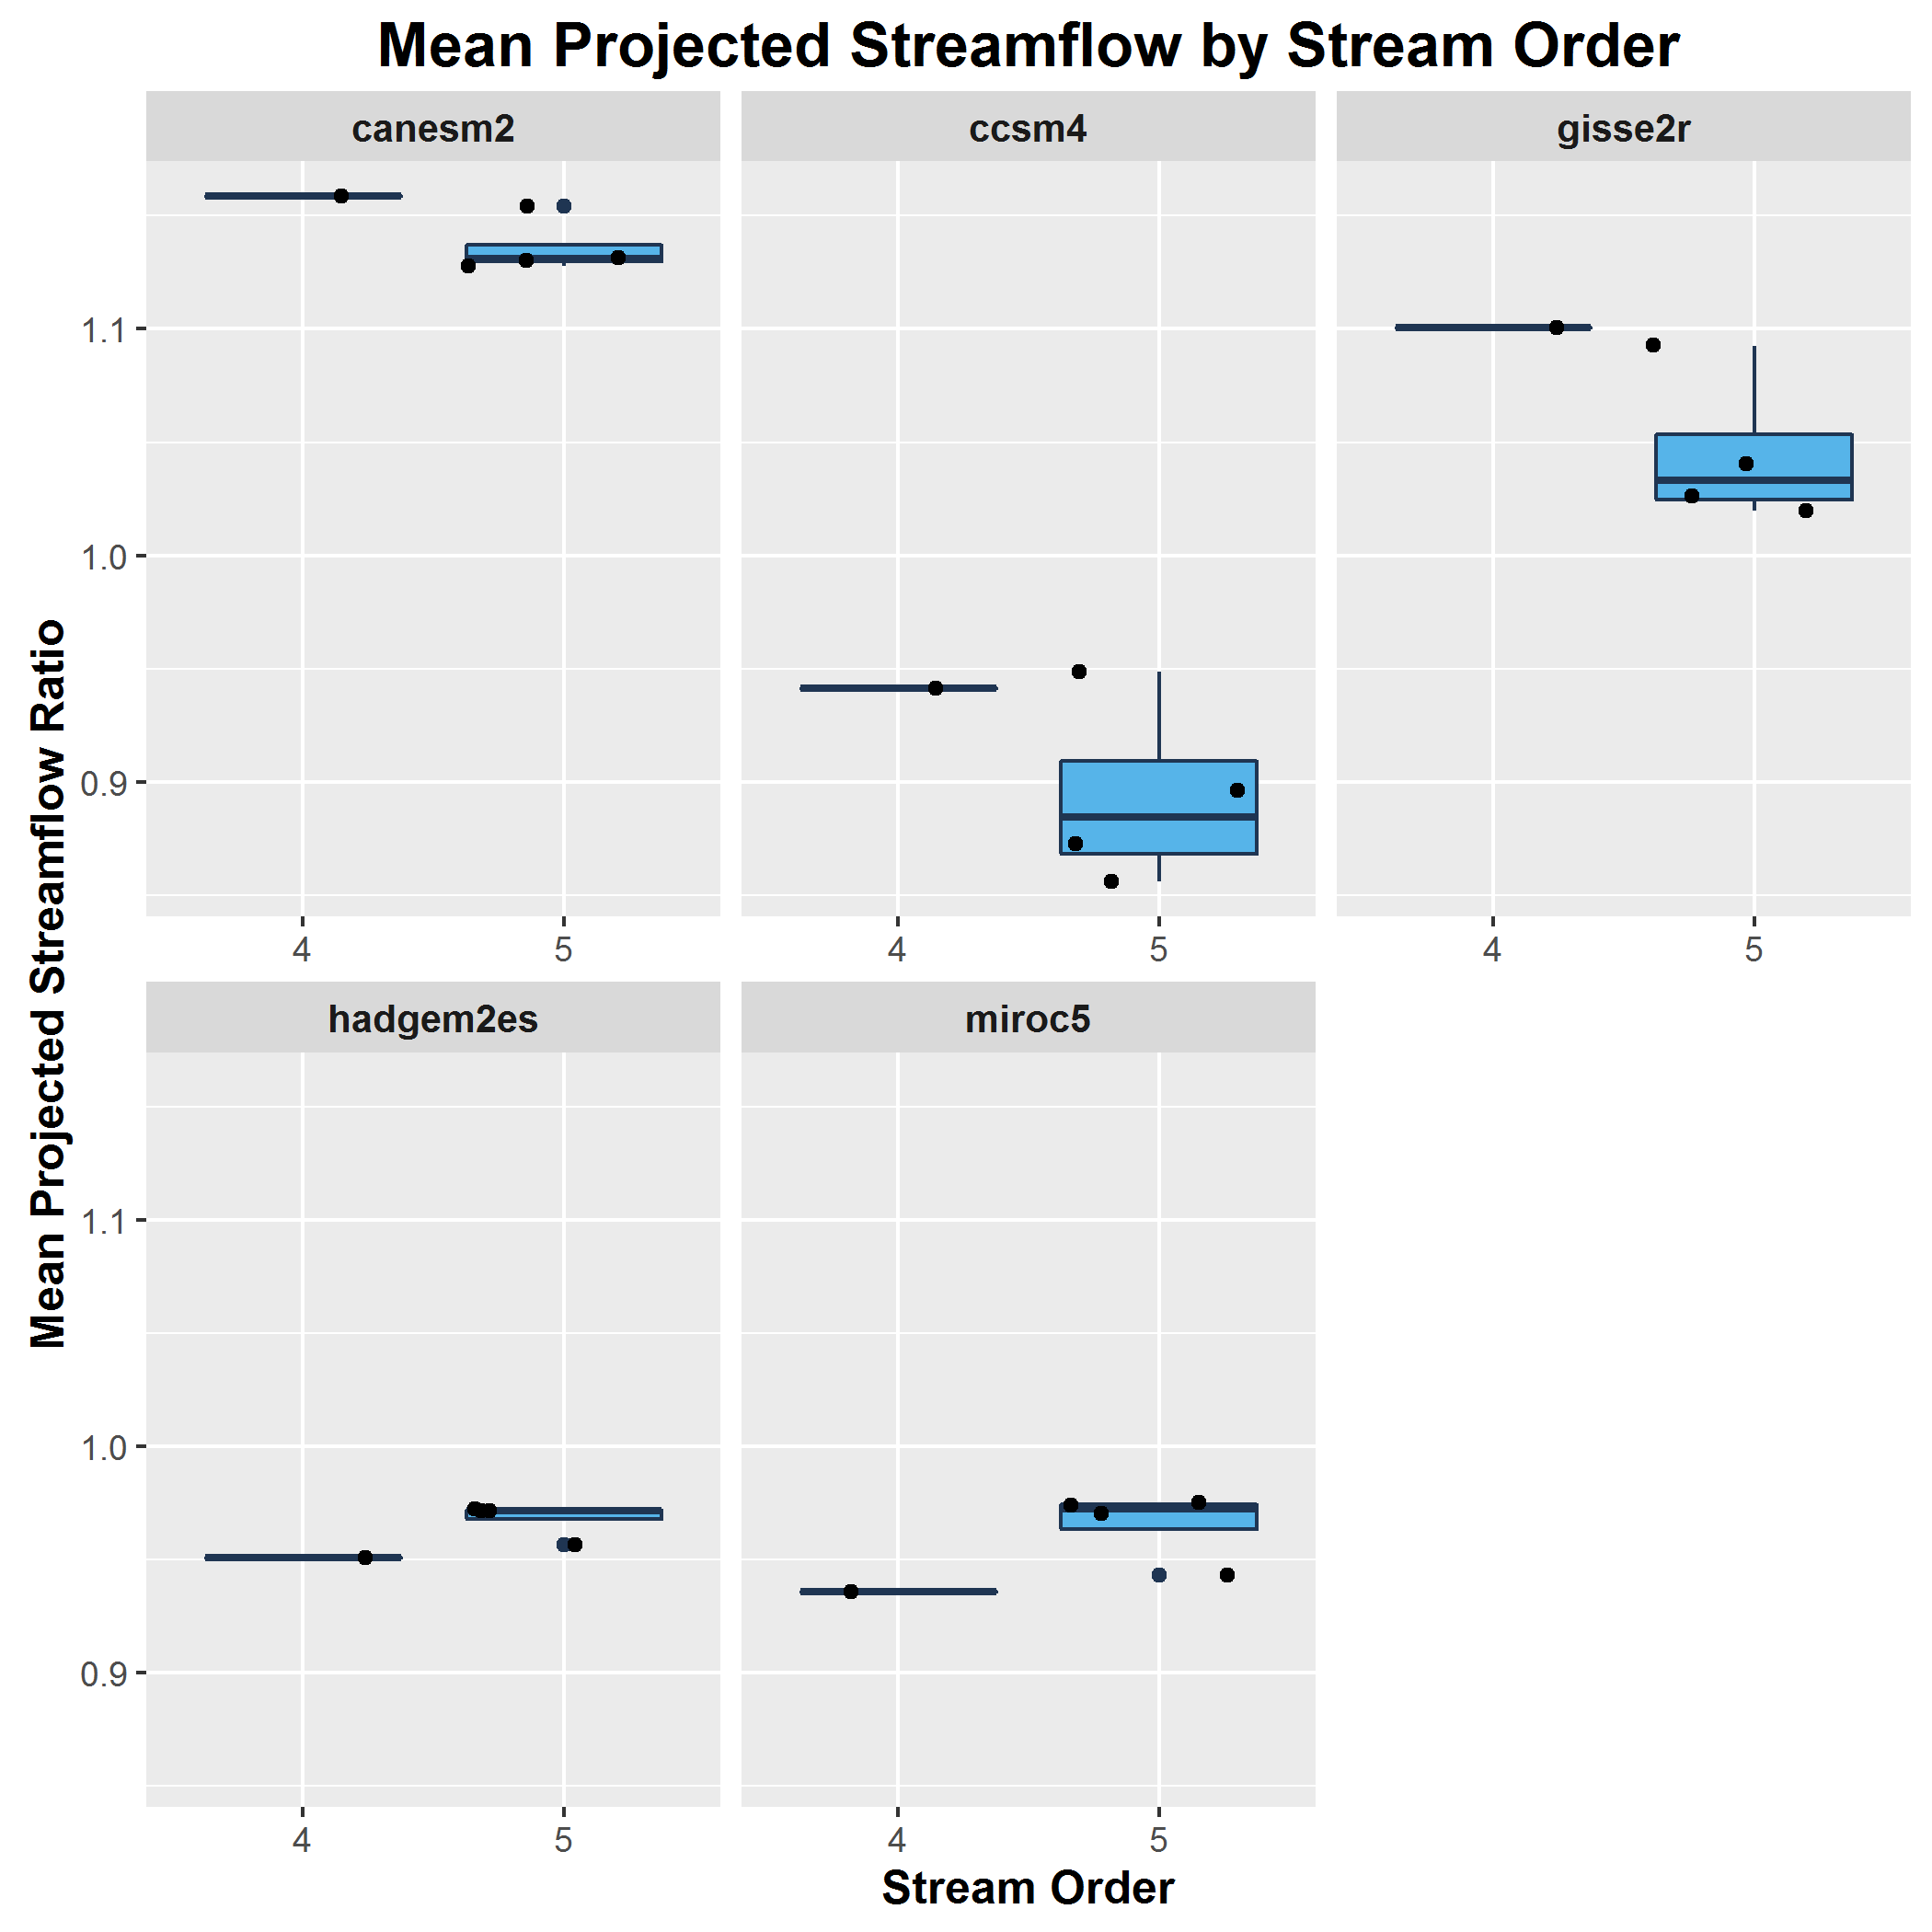 Mean Projected Streamflow by Stream Order
canesm2
ccsm4
gisse2r
1.1
1.0
0.9
4 5
4 5
4 5
Mean Projected Streamflow Ratio
hadgem2es
miroc5
1.1
1.0
0.9
4 5
4 5
Stream Order